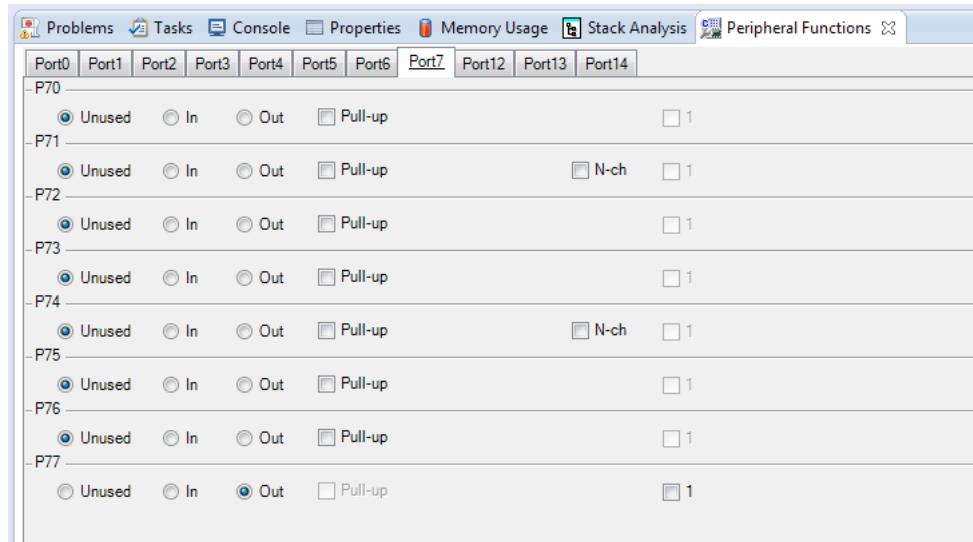 Problems Tasks Console Properties Memory Usage Stack Analysis Peripheral Functions
Port0 Port1 Port2 Port3 Port4 Port5 Port6 Port7 Port12 Port13 Port14
P70
Unused In Out Pull-up 1
P71
Unused In Out Pull-up N-ch 1
P72
Unused In Out Pull-up 1
P73
Unused In Out Pull-up 1
P74
Unused In Out Pull-up N-ch 1
P75
Unused In Out Pull-up 1
P76
Unused In Out Pull-up 1
P77
Unused In Out Pull-up 1